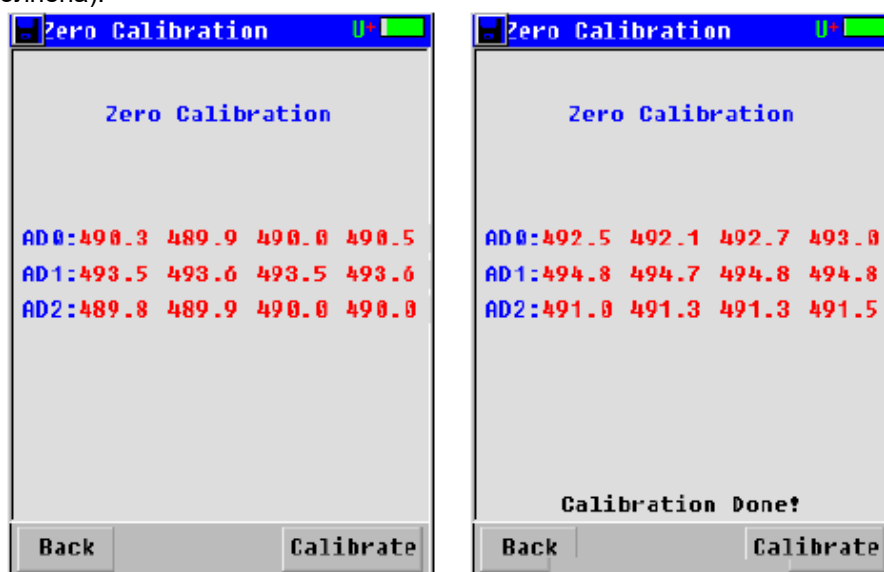 Zero Calibration U+
Zero Calibration
AD0:490.3 489.9 490.0 490.5
AD1:493.5 493.6 493.5 493.6
AD2:489.8 489.9 490.0 490.0
Back Calibrate
Zero Calibration U+
Zero Calibration
AD0:492.5 492.1 492.7 493.0
AD1:494.8 494.7 494.8 494.8
AD2:491.0 491.3 491.3 491.5
Calibration Done!
Back Calibrate